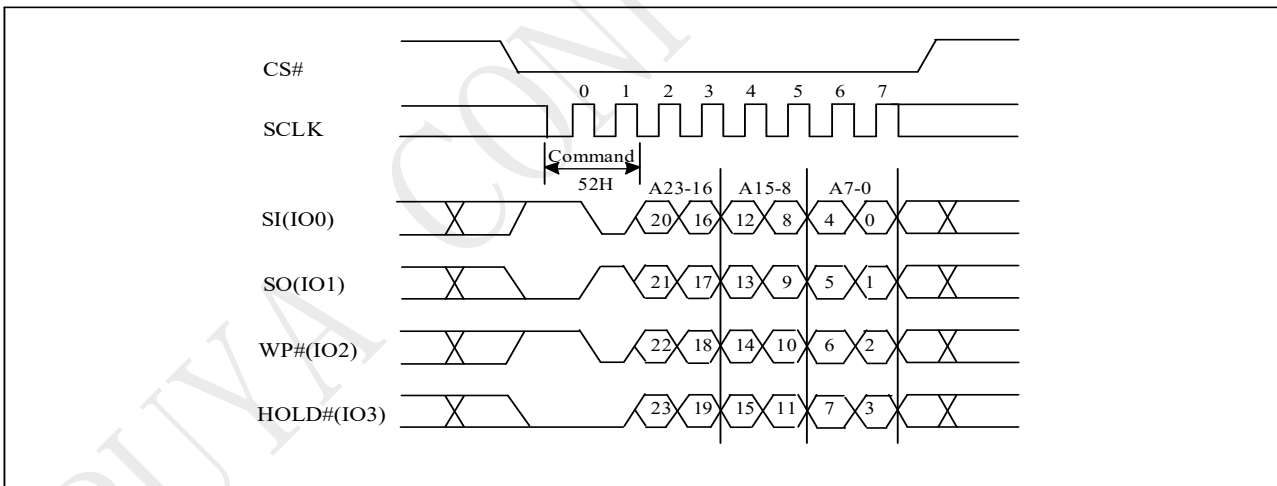 CS#
0 1 2 3 4 5 6 7
SCLK
Command
52H
A23-16 A15-8 A7-0
SI(IO0) 20 16 12 8 4 0
SO(IO1) 21 17 13 9 5 1
WP#(IO2) 22 18 14 10 6 2
HOLD#(IO3) 23 19 15 11 7 3